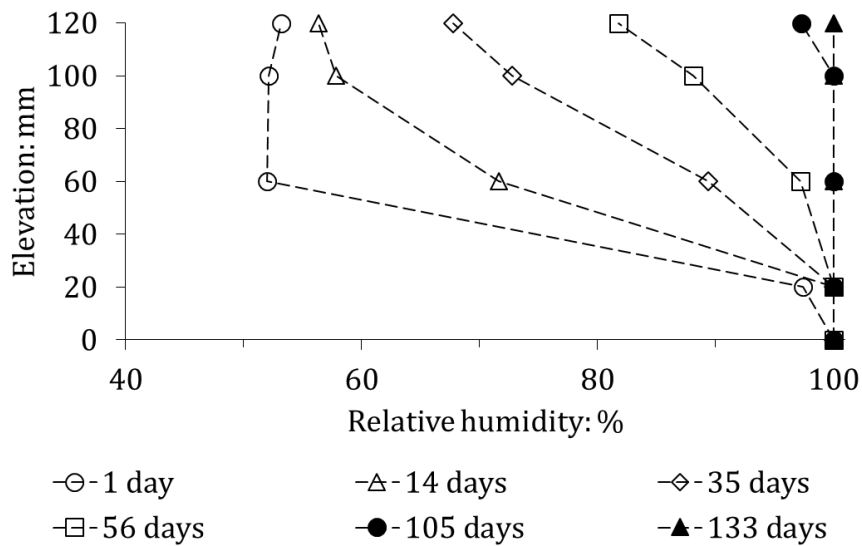 120
100
80
60
40
20
0
Elevation: mm
40 60 80 100
Relative humidity: %
1 day 14 days 35 days
56 days 105 days 133 days